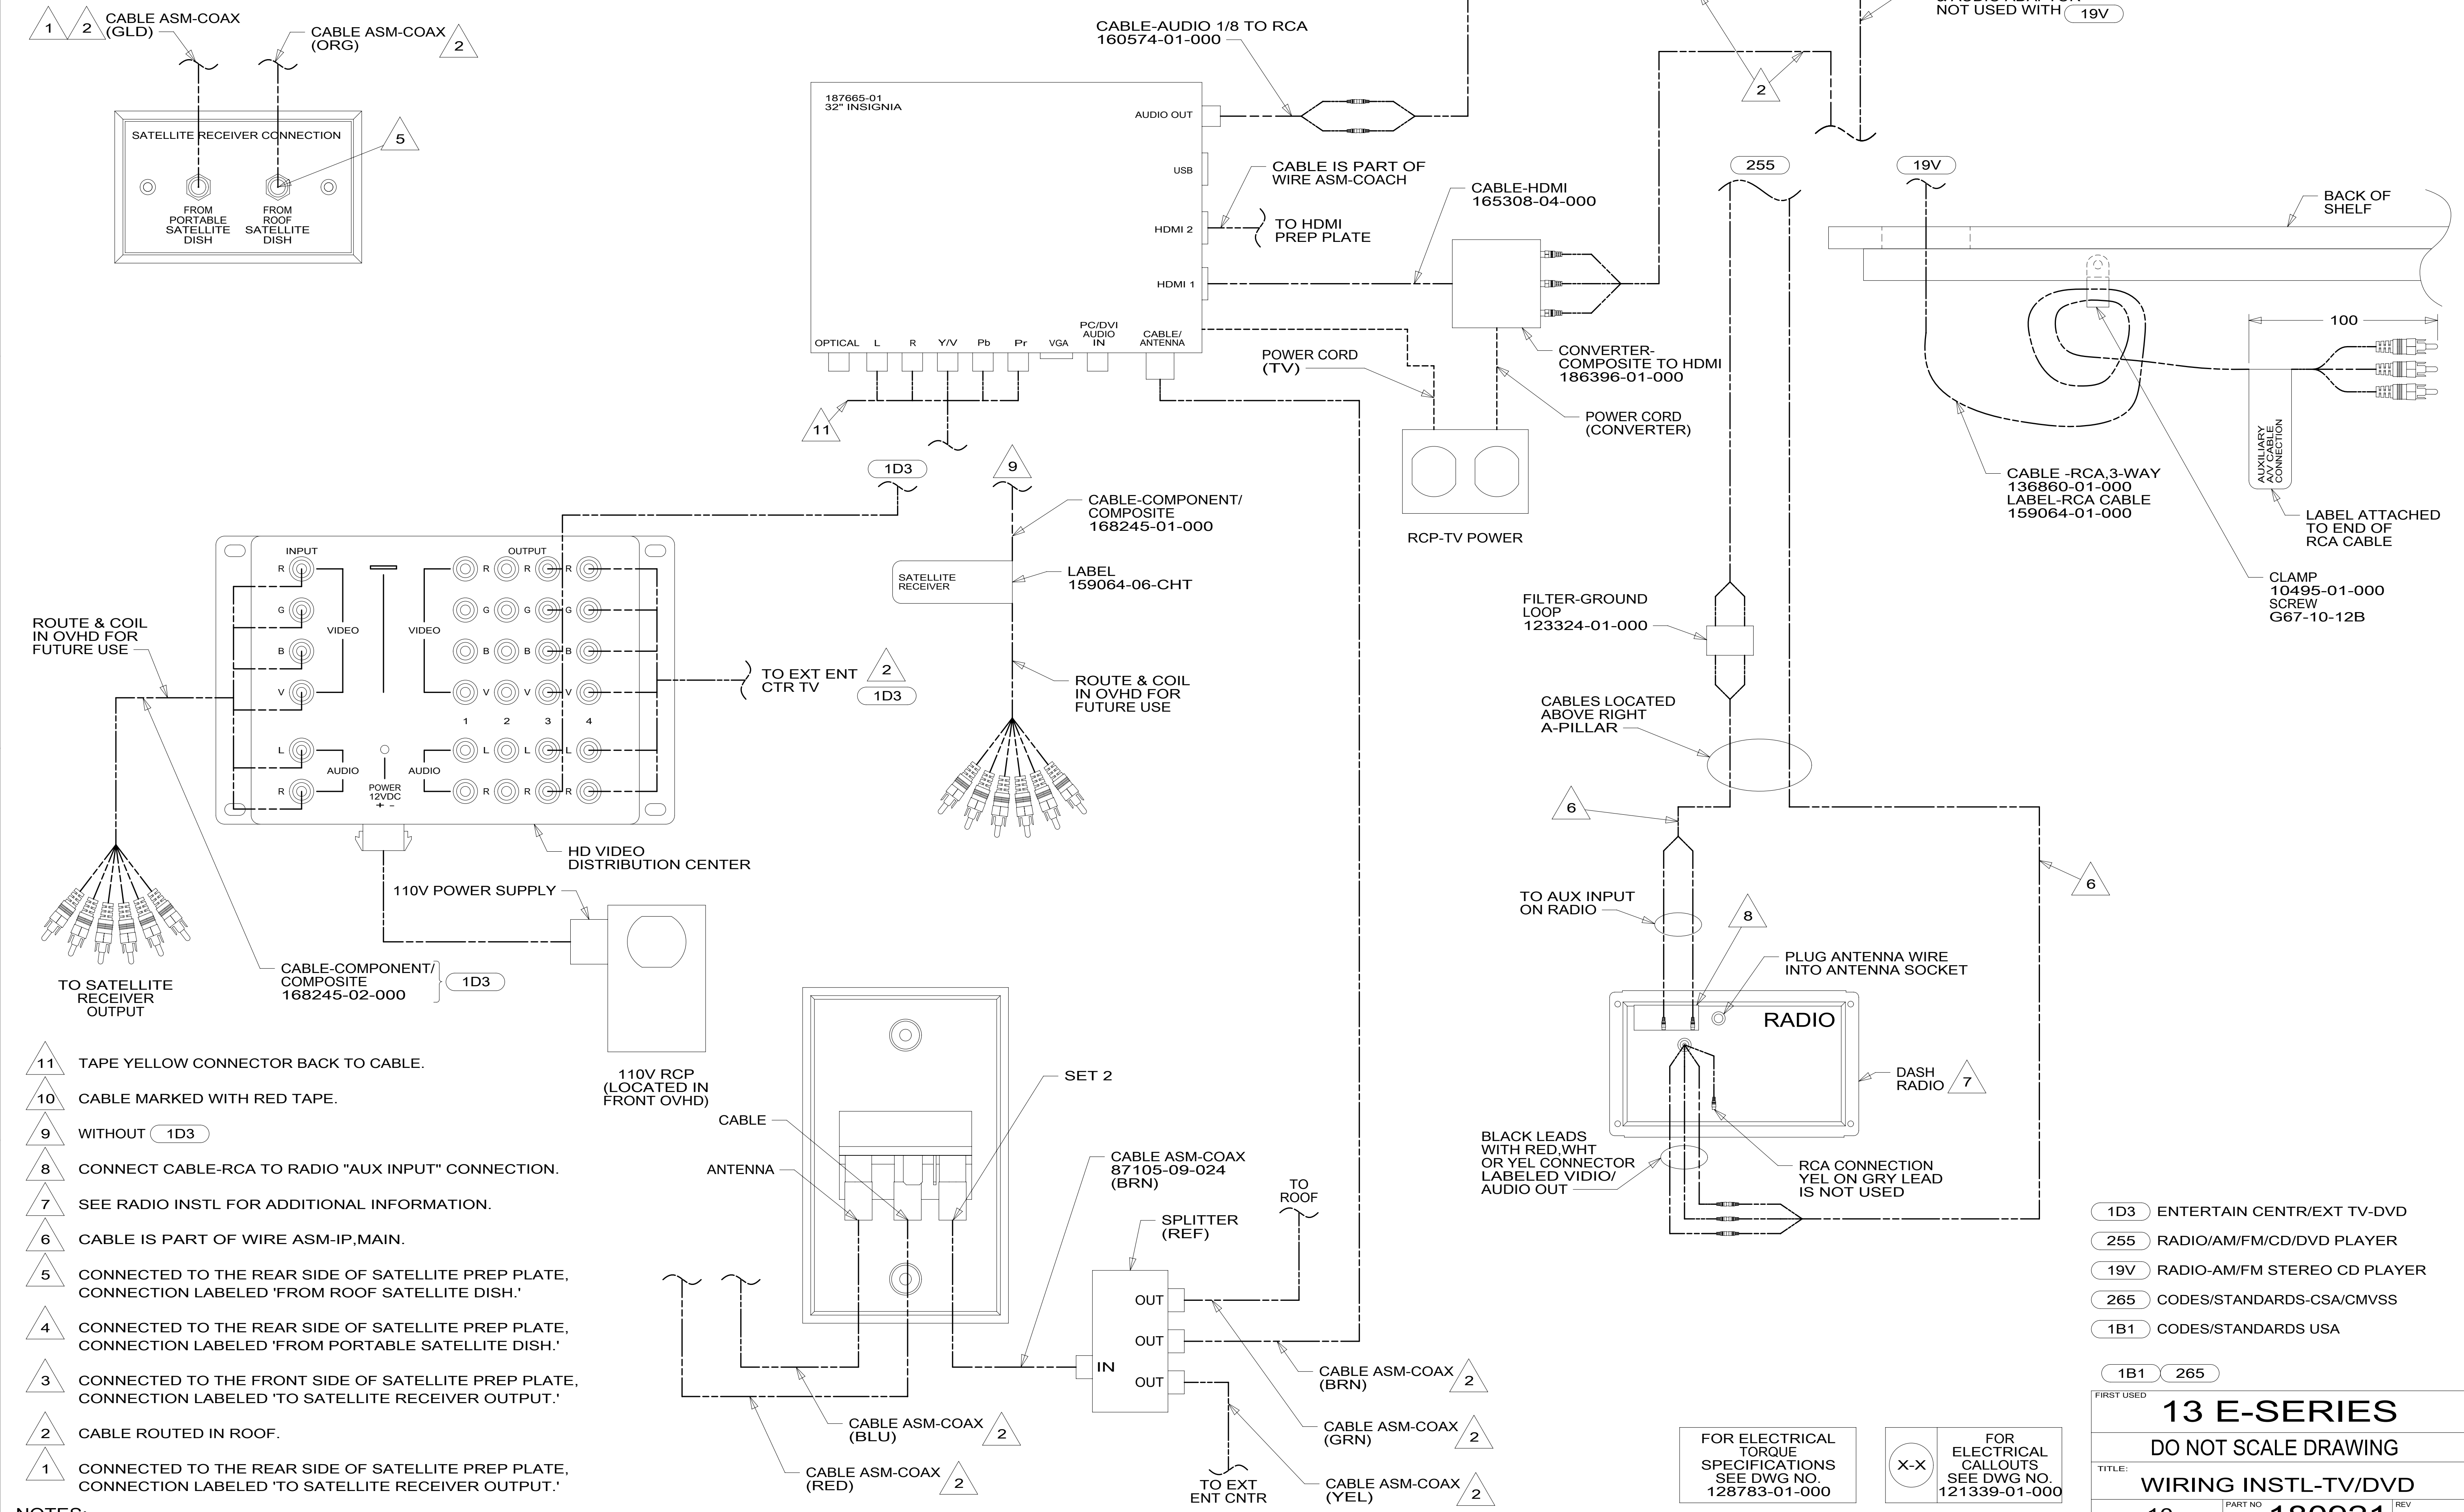 1
2
CABLE ASM-COAX
(GLD)
CABLE ASM-COAX
(ORG)
2
SATELLITE RECEIVER CONNECTION
5
FROM
PORTABLE
SATELLITE
DISH
FROM
ROOF
SATELLITE
DISH
CABLE-AUDIO 1/8 TO RCA
160574-01-000
187665-01
32" INSIGNIA
AUDIO OUT
USB
HDMI 2
HDMI 1
OPTICAL
L
R
Y/V
Pb
Pr
VGA
PC/DVI
AUDIO
IN
CABLE/
ANTENNA
CABLE IS PART OF
WIRE ASM-COACH
TO HDMI
PREP PLATE
CABLE-HDMI
165308-04-000
CONVERTER-
COMPOSITE TO HDMI
186396-01-000
POWER CORD
(TV)
POWER CORD
(CONVERTER)
RCP-TV POWER
11
2
NOT USED WITH 19V
255
19V
BACK OF
SHELF
100
AUXILIARY
A/V CABLE
CONNECTION
CABLE -RCA,3-WAY
136860-01-000
LABEL-RCA CABLE
159064-01-000
LABEL ATTACHED
TO END OF
RCA CABLE
CLAMP
10495-01-000
SCREW
G67-10-12B
1D3
9
CABLE-COMPONENT/
COMPOSITE
168245-01-000
SATELLITE
RECEIVER
LABEL
159064-06-CHT
ROUTE & COIL
IN OVHD FOR
FUTURE USE
ROUTE & COIL
IN OVHD FOR
FUTURE USE
INPUT
OUTPUT
R
R
R
R
G
G
G
G
VIDEO
VIDEO
B
B
B
B
V
V
V
V
1
2
3
4
L
L
L
L
AUDIO
AUDIO
R
R
R
R
POWER
12VDC
+ -
TO EXT ENT
CTR TV
2
1D3
HD VIDEO
DISTRIBUTION CENTER
110V POWER SUPPLY
CABLE-COMPONENT/
COMPOSITE
168245-02-000
1D3
TO SATELLITE
RECEIVER
OUTPUT
110V RCP
(LOCATED IN
FRONT OVHD)
FILTER-GROUND
LOOP
123324-01-000
CABLES LOCATED
ABOVE RIGHT
A-PILLAR
6
6
TO AUX INPUT
ON RADIO
8
PLUG ANTENNA WIRE
INTO ANTENNA SOCKET
RADIO
DASH
RADIO
7
BLACK LEADS
WITH RED,WHT
OR YEL CONNECTOR
LABELED VIDIO/
AUDIO OUT
RCA CONNECTION
YEL ON GRY LEAD
IS NOT USED
SET 2
CABLE
ANTENNA
CABLE ASM-COAX
87105-09-024
(BRN)
SPLITTER
(REF)
TO
ROOF
OUT
OUT
IN
OUT
CABLE ASM-COAX
(BRN)
2
CABLE ASM-COAX
(GRN)
2
CABLE ASM-COAX
(YEL)
2
CABLE ASM-COAX
(BLU)
2
CABLE ASM-COAX
(RED)
2
TO EXT
ENT CNTR
11 TAPE YELLOW CONNECTOR BACK TO CABLE.
10 CABLE MARKED WITH RED TAPE.
9 WITHOUT 1D3
8 CONNECT CABLE-RCA TO RADIO "AUX INPUT" CONNECTION.
7 SEE RADIO INSTL FOR ADDITIONAL INFORMATION.
6 CABLE IS PART OF WIRE ASM-IP,MAIN.
5 CONNECTED TO THE REAR SIDE OF SATELLITE PREP PLATE,
CONNECTION LABELED 'FROM ROOF SATELLITE DISH.'
4 CONNECTED TO THE REAR SIDE OF SATELLITE PREP PLATE,
CONNECTION LABELED 'FROM PORTABLE SATELLITE DISH.'
3 CONNECTED TO THE FRONT SIDE OF SATELLITE PREP PLATE,
CONNECTION LABELED 'TO SATELLITE RECEIVER OUTPUT.'
2 CABLE ROUTED IN ROOF.
1 CONNECTED TO THE REAR SIDE OF SATELLITE PREP PLATE,
CONNECTION LABELED 'TO SATELLITE RECEIVER OUTPUT.'
NOTES:
1D3 ENTERTAIN CENTR/EXT TV-DVD
255 RADIO/AM/FM/CD/DVD PLAYER
19V RADIO-AM/FM STEREO CD PLAYER
265 CODES/STANDARDS-CSA/CMVSS
1B1 CODES/STANDARDS USA
1B1 265
FOR ELECTRICAL
TORQUE
SPECIFICATIONS
SEE DWG NO.
128783-01-000
X-X
FOR
ELECTRICAL
CALLOUTS
SEE DWG NO.
121339-01-000
FIRST USED
13 E-SERIES
DO NOT SCALE DRAWING
TITLE:
WIRING INSTL-TV/DVD
PART NO
REV